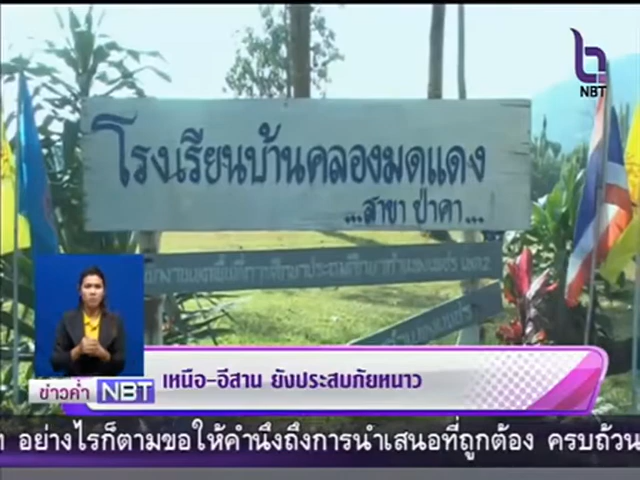 NBT
โรงเรียนบ้านคลองมดแดง
...สาขา ป่าคา...
เหนือ-อีสาน ยังประสบภัยหนาว
ข่าวค่ำ NBT
อย่างไรก็ตามขอให้คำนึงถึงการนำเสนอที่ถูกต้อง ครบถ้วน